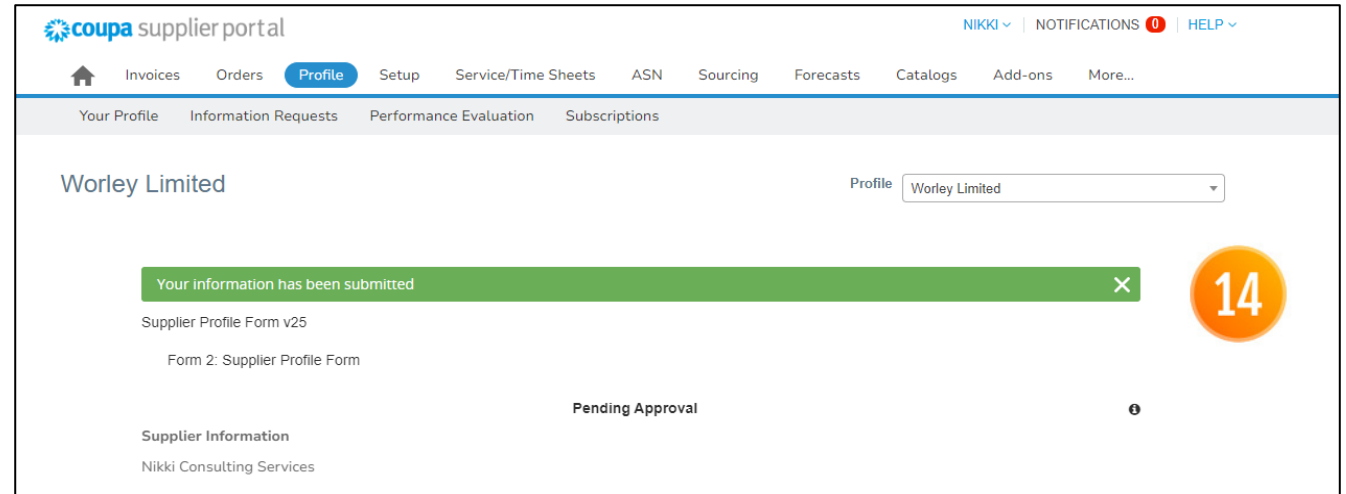 coupa supplier portal
NIKKI NOTIFICATIONS 0 HELP
Invoices Orders Profile Setup Service/Time Sheets ASN Sourcing Forecasts Catalogs Add-ons More...
Your Profile Information Requests Performance Evaluation Subscriptions
Worley Limited
Profile Worley Limited
Your information has been submitted
14
Supplier Profile Form v25
Form 2: Supplier Profile Form
Pending Approval
Supplier Information
Nikki Consulting Services